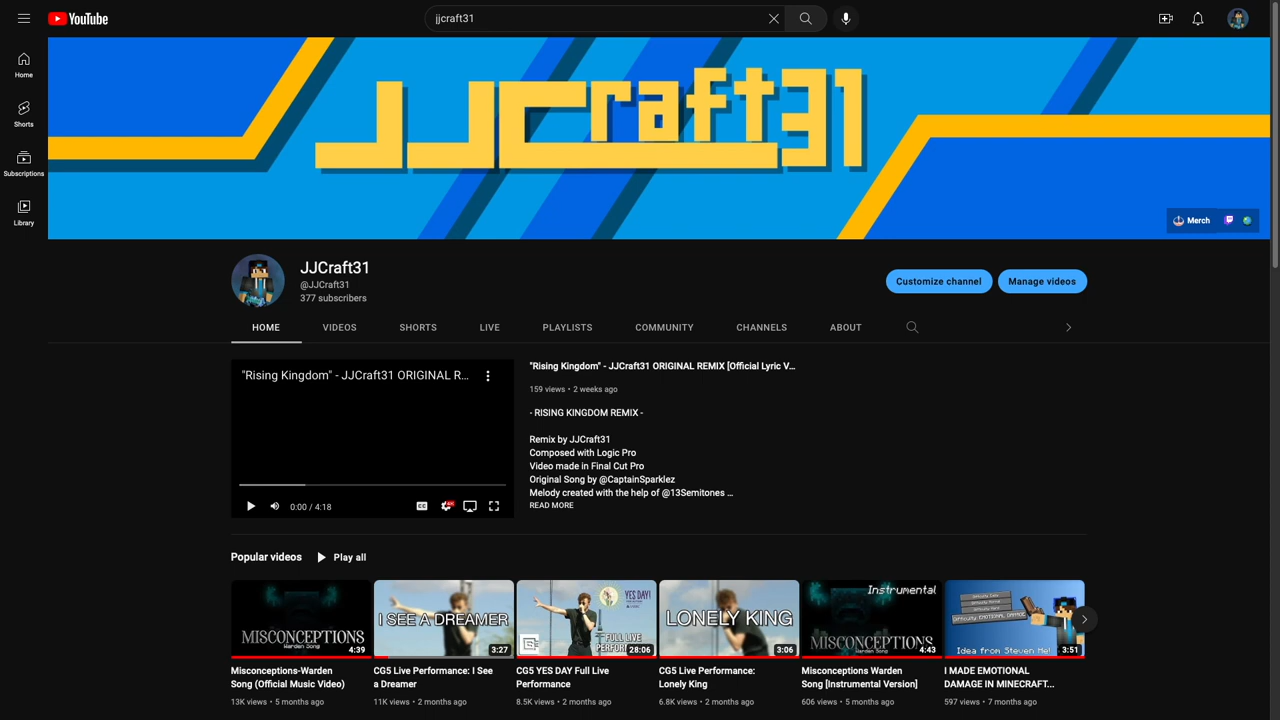 YouTube
jjcraft31
Home
Shorts
Subscriptions
Library
JJCraft31
Merch
JJCraft31
@JJCraft31
377 subscribers
Customize channel
Manage videos
HOME
VIDEOS
SHORTS
LIVE
PLAYLISTS
COMMUNITY
CHANNELS
ABOUT
"Rising Kingdom" - JJCraft31 ORIGINAL R...
0:00 / 4:18
CC
4K
"Rising Kingdom" - JJCraft31 ORIGINAL REMIX [Official Lyric V...
159 views • 2 weeks ago
- RISING KINGDOM REMIX -
Remix by JJCraft31
Composed with Logic Pro
Video made in Final Cut Pro
Original Song by @CaptainSparklez
Melody created with the help of @13Semitones ...
READ MORE
Popular videos
Play all
MISCONCEPTIONS
4:39
Misconceptions-Warden
Song (Official Music Video)
13K views • 5 months ago
I SEE A DREAMER
3:27
CG5 Live Performance: I See
a Dreamer
11K views • 2 months ago
YES DAY!
FULL LIVE
28:06
CG5 YES DAY Full Live
Performance
8.5K views • 2 months ago
LONELY KING
3:06
CG5 Live Performance:
Lonely King
6.8K views • 2 months ago
Instrumental
MISCONCEPTIONS
4:43
Misconceptions Warden
Song [Instrumental Version]
606 views • 5 months ago
Difficulty: EMOTIONAL DAMAGE
Idea from Steven He!
3:51
I MADE EMOTIONAL
DAMAGE IN MINECRAFT...
597 views • 7 months ago